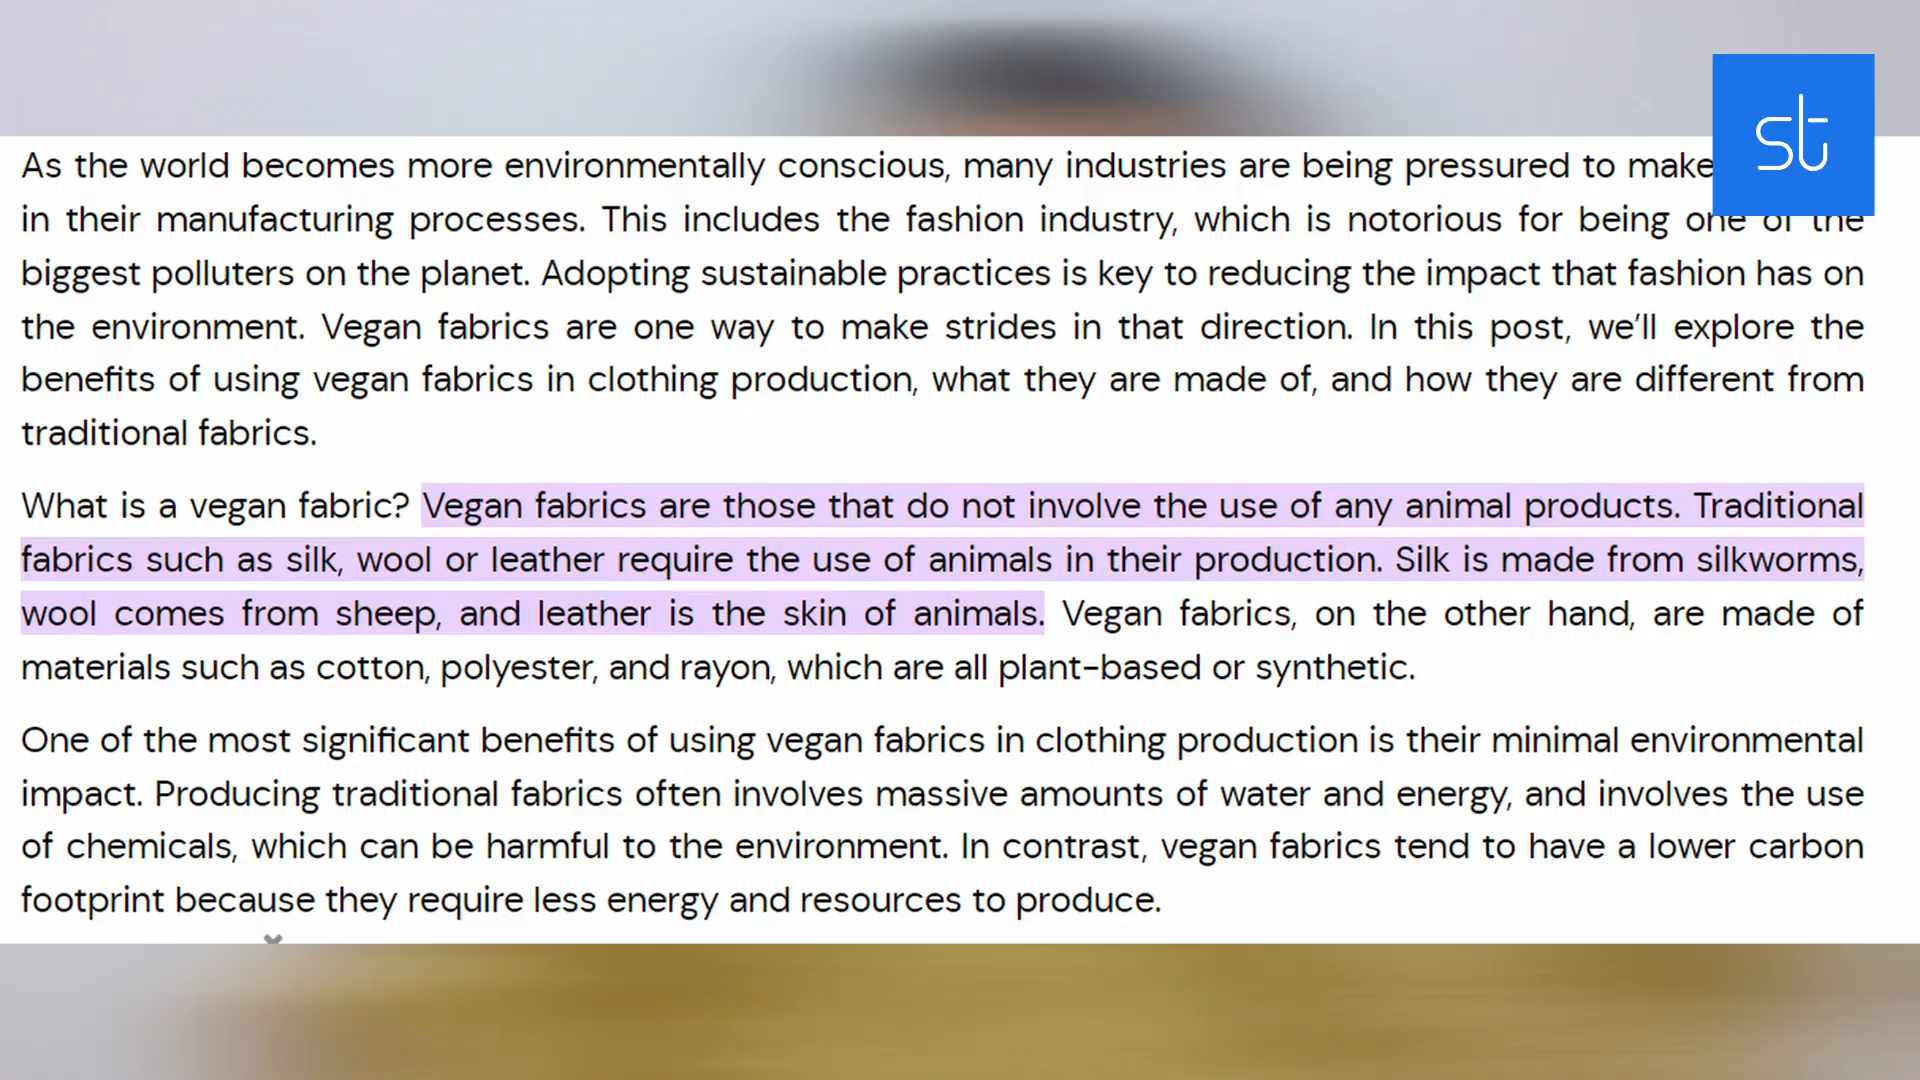 st
As the world becomes more environmentally conscious, many industries are being pressured to make
in their manufacturing processes. This includes the fashion industry, which is notorious for being one of the
biggest polluters on the planet. Adopting sustainable practices is key to reducing the impact that fashion has on
the environment. Vegan fabrics are one way to make strides in that direction. In this post, we’ll explore the
benefits of using vegan fabrics in clothing production, what they are made of, and how they are different from
traditional fabrics.
What is a vegan fabric? Vegan fabrics are those that do not involve the use of any animal products. Traditional
fabrics such as silk, wool or leather require the use of animals in their production. Silk is made from silkworms,
wool comes from sheep, and leather is the skin of animals. Vegan fabrics, on the other hand, are made of
materials such as cotton, polyester, and rayon, which are all plant-based or synthetic.
One of the most significant benefits of using vegan fabrics in clothing production is their minimal environmental
impact. Producing traditional fabrics often involves massive amounts of water and energy, and involves the use
of chemicals, which can be harmful to the environment. In contrast, vegan fabrics tend to have a lower carbon
footprint because they require less energy and resources to produce.